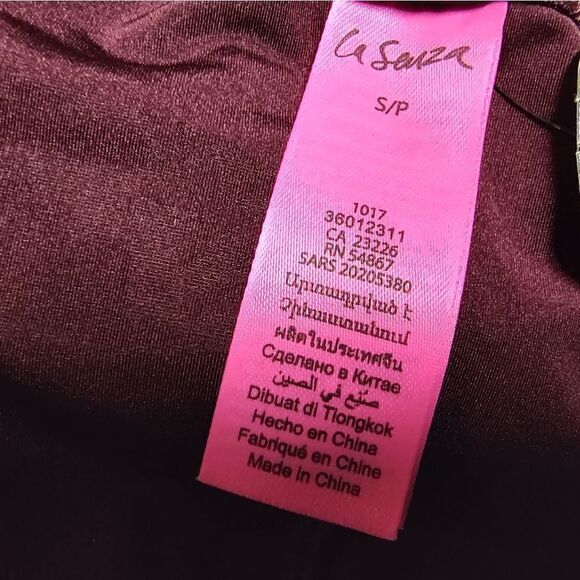 la Senza
S/P
1017
36012311
CA 23226
RN 54867
SARS 20205380
Արտադրված է
Չինաստանում
ผลิตในประเทศจีน
Сделано в Китае
صنع في الصين
Dibuat di Tiongkok
Hecho en China
Fabriqué en Chine
Made in China